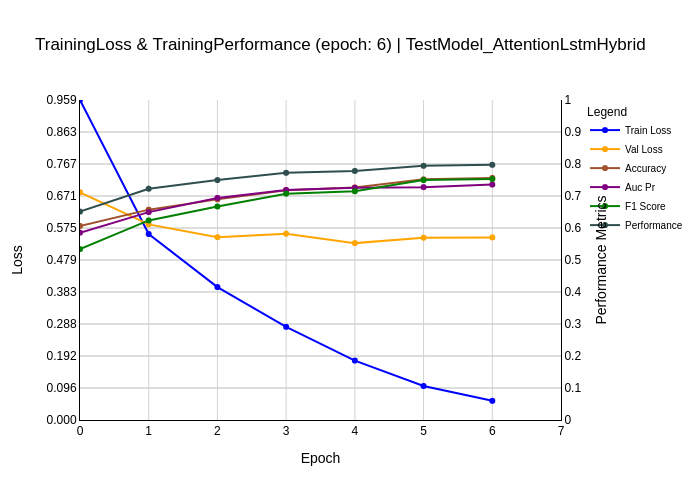 TrainingLoss & TrainingPerformance (epoch: 6) | TestModel_AttentionLstmHybrid
0.959
0.863
0.767
0.671
0.575
0.479
0.383
0.288
0.192
0.096
0.000
Loss
0
1
2
3
4
5
6
7
Epoch
1
0.9
0.8
0.7
0.6
0.5
0.4
0.3
0.2
0.1
0
Performance Metrics
Legend
Train Loss
Val Loss
Accuracy
Auc Pr
F1 Score
Performance